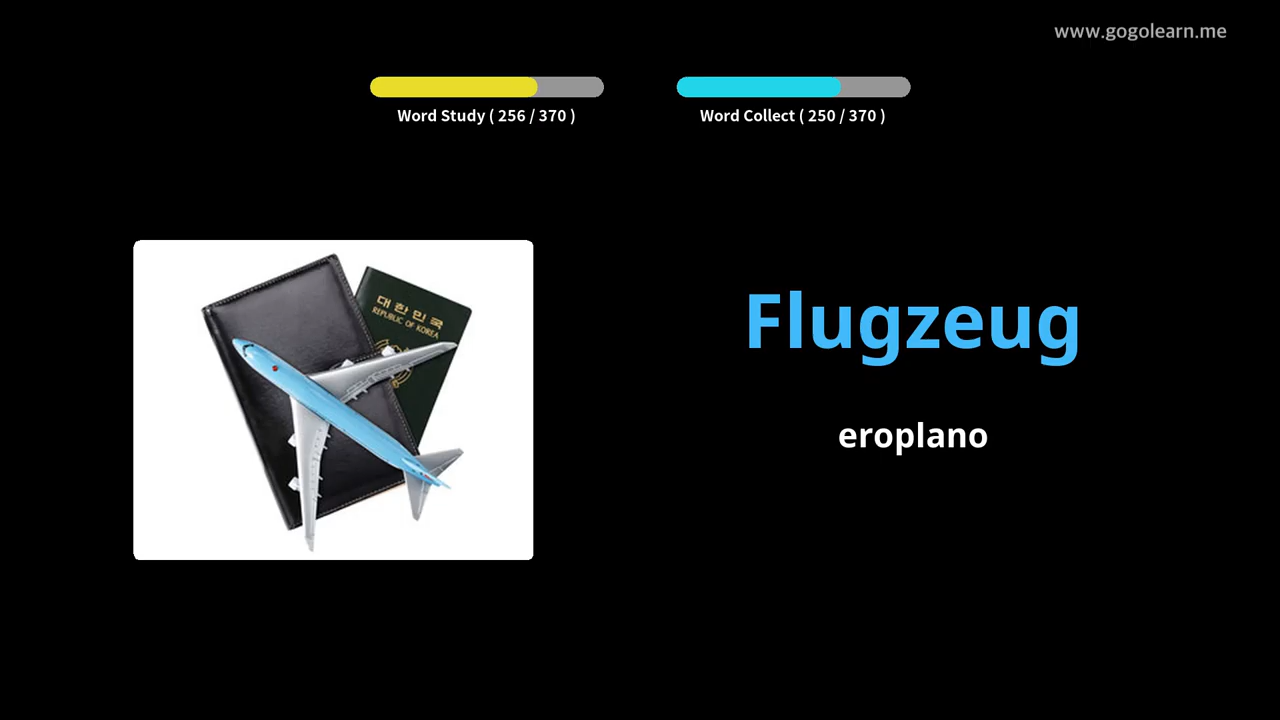 www.gogolearn.me
Word Study ( 256 / 370 )
Word Collect ( 250 / 370 )
대한민국
REPUBLIC OF KOREA
Flugzeug
eroplano